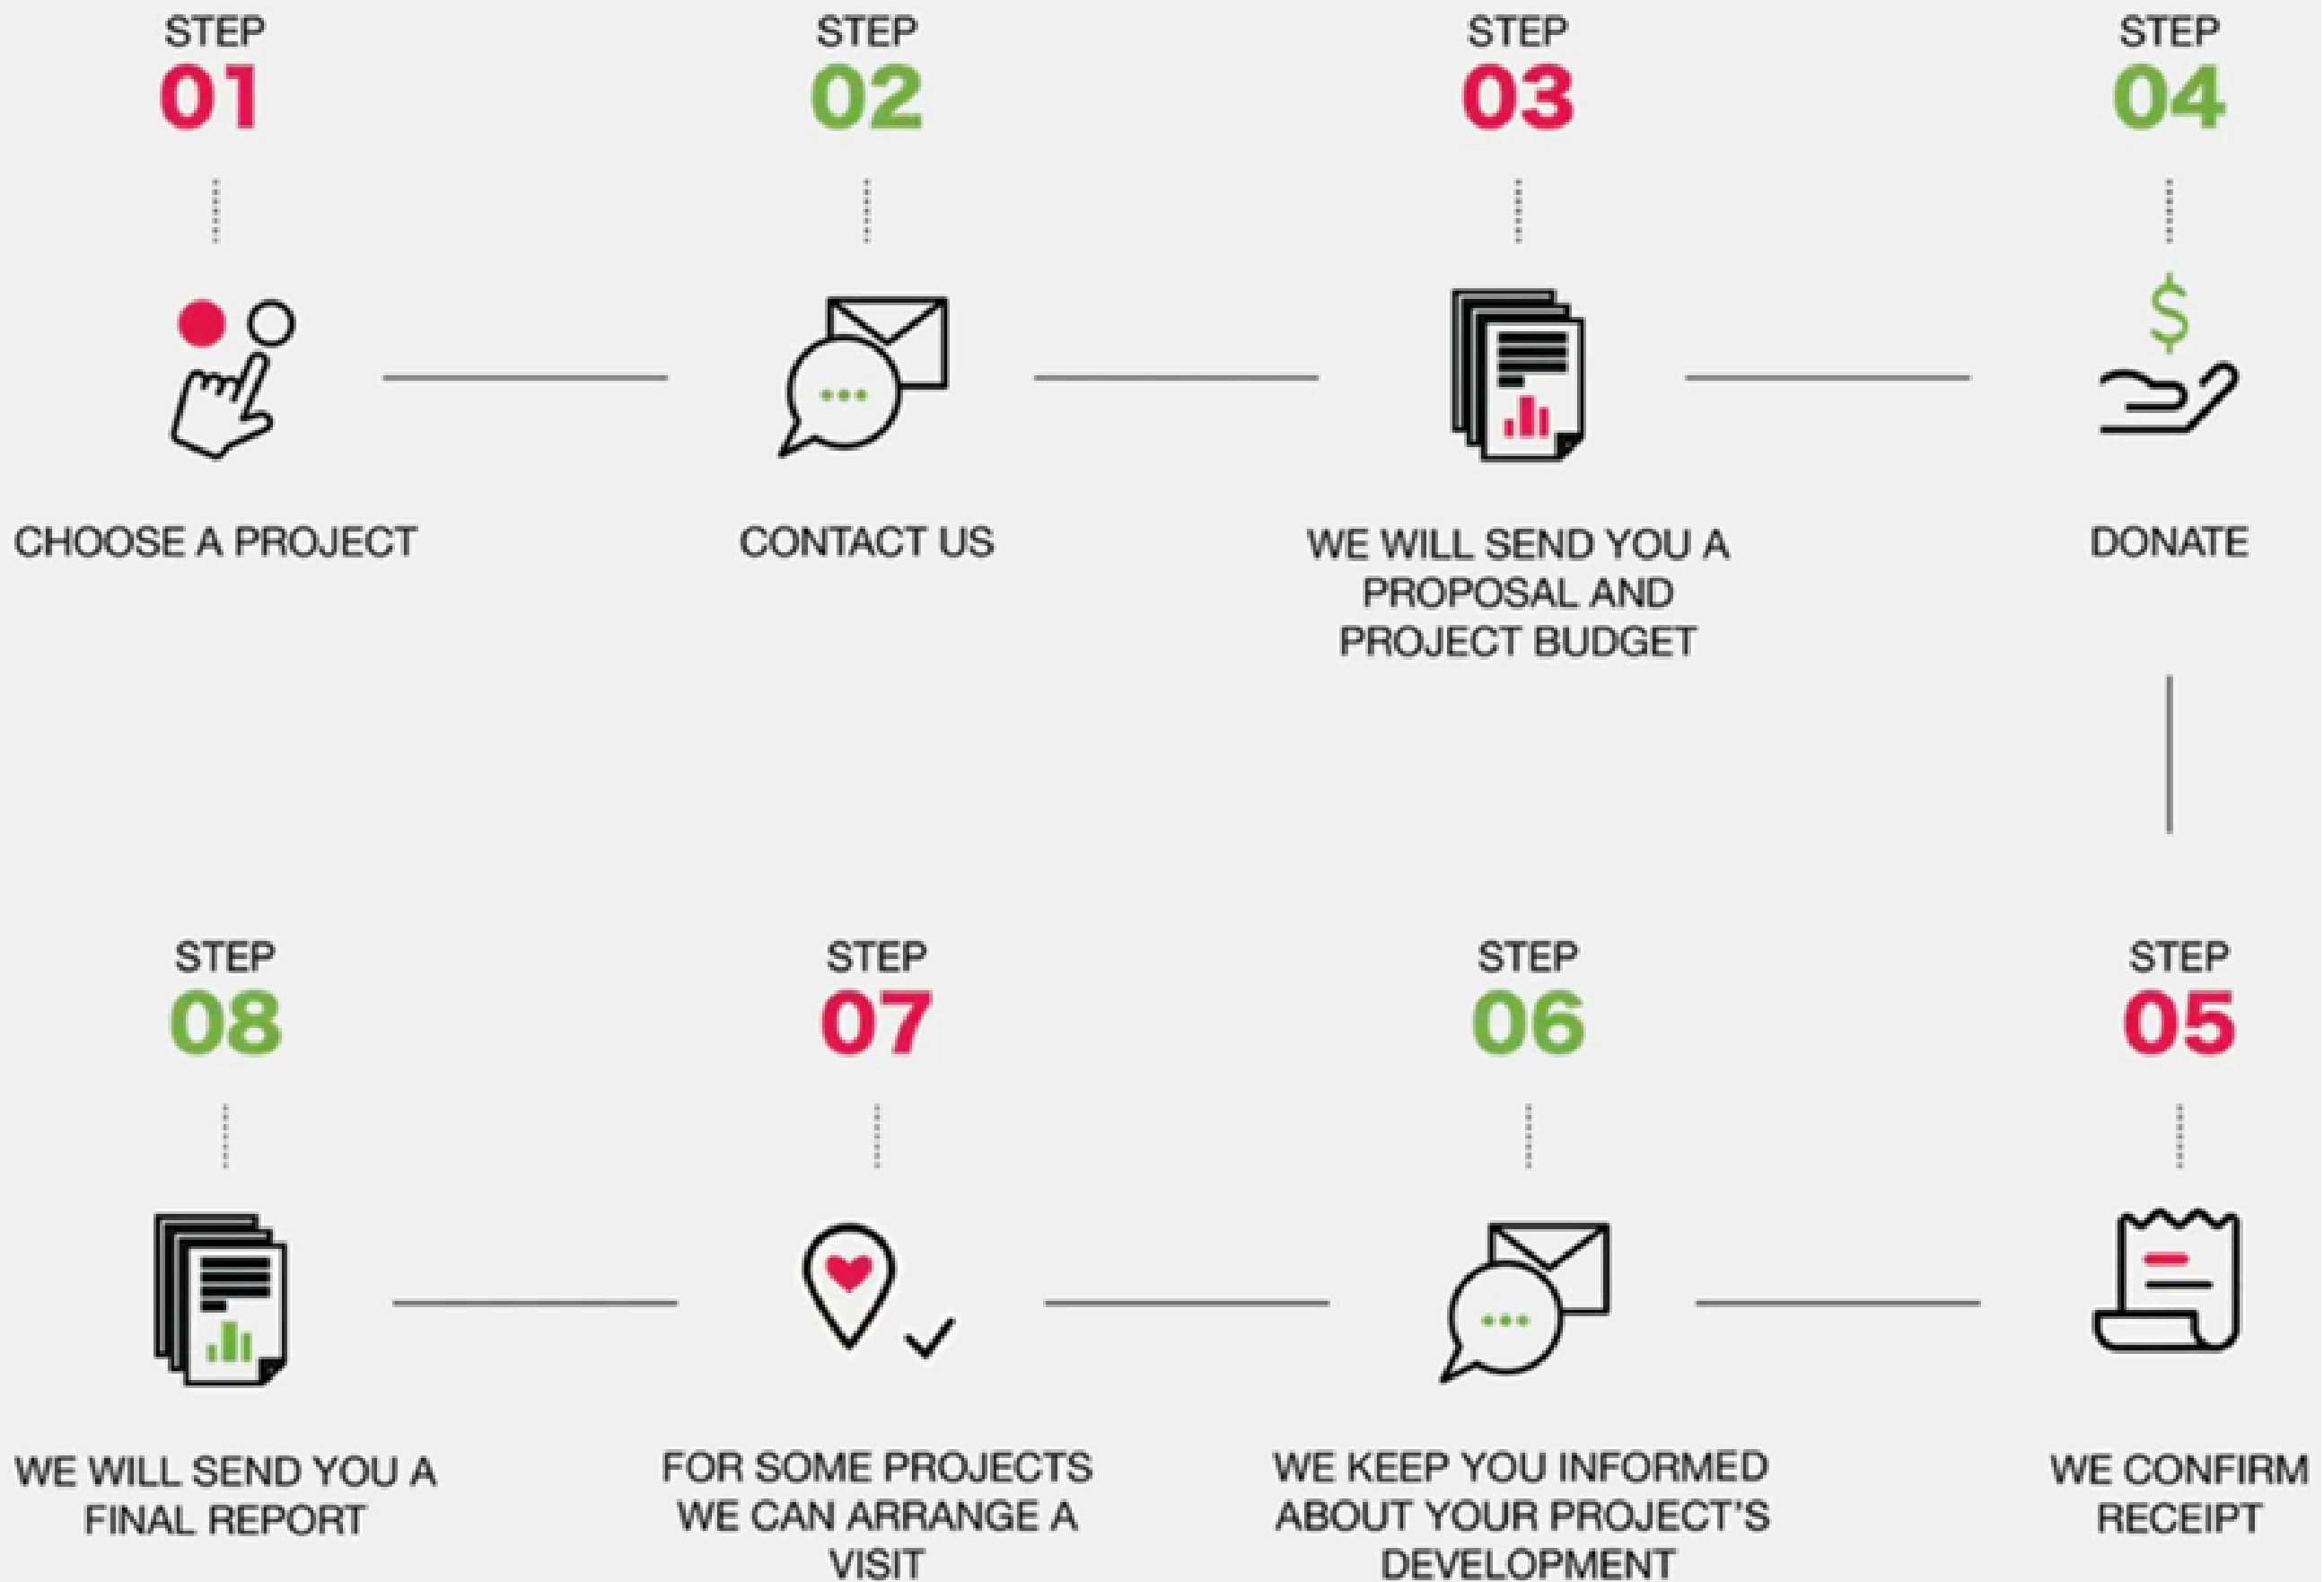 STEP
01
CHOOSE A PROJECT
STEP
02
CONTACT US
STEP
03
WE WILL SEND YOU A
PROPOSAL AND
PROJECT BUDGET
STEP
04
$
DONATE
STEP
05
WE CONFIRM
RECEIPT
STEP
06
WE KEEP YOU INFORMED
ABOUT YOUR PROJECT'S
DEVELOPMENT
STEP
07
FOR SOME PROJECTS
WE CAN ARRANGE A
VISIT
STEP
08
WE WILL SEND YOU A
FINAL REPORT